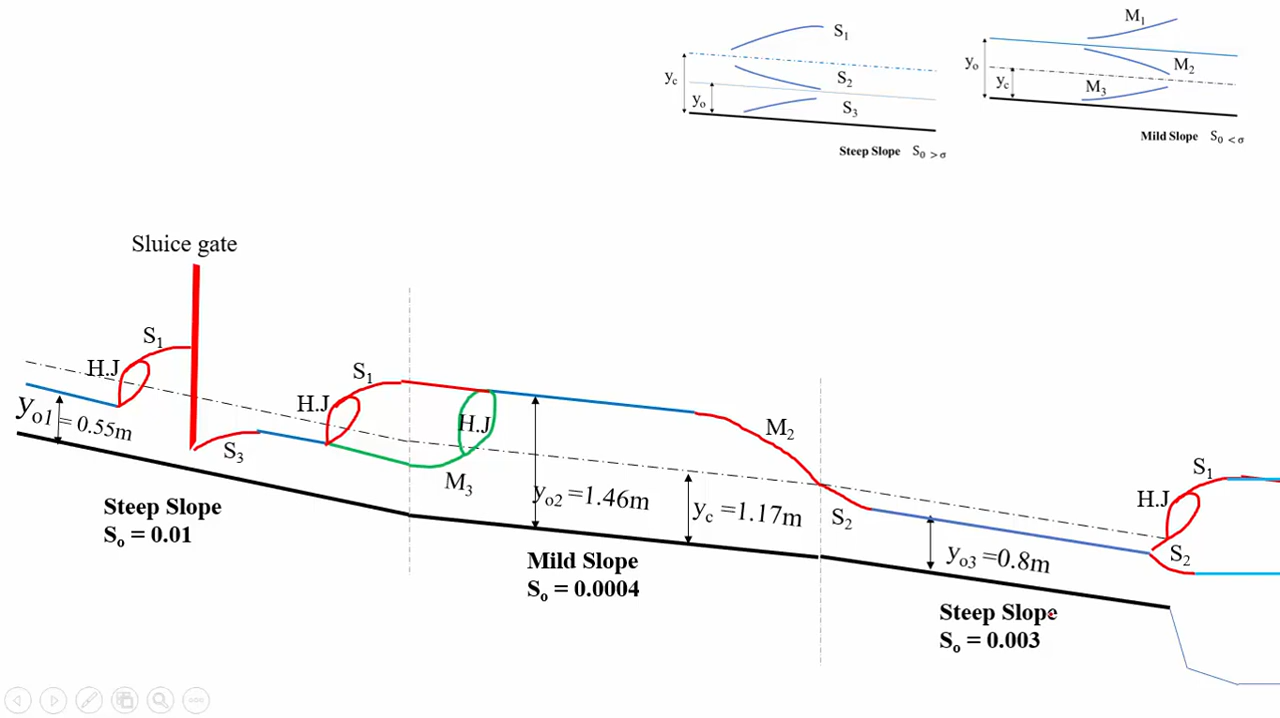 S₁
yc
S₂
yo
S₃
Steep Slope S₀ > σ
M₁
yo
M₂
yc
M₃
Mild Slope S₀ < σ
Sluice gate
S₁
H.J
yo1 = 0.55m
S₃
S₁
H.J
H.J
M₃
M₂
yo2 =1.46m
yc =1.17m
S₂
yo3 =0.8m
S₁
H.J
S₂
Steep Slope
So = 0.01
Mild Slope
So = 0.0004
Steep Slope
So = 0.003